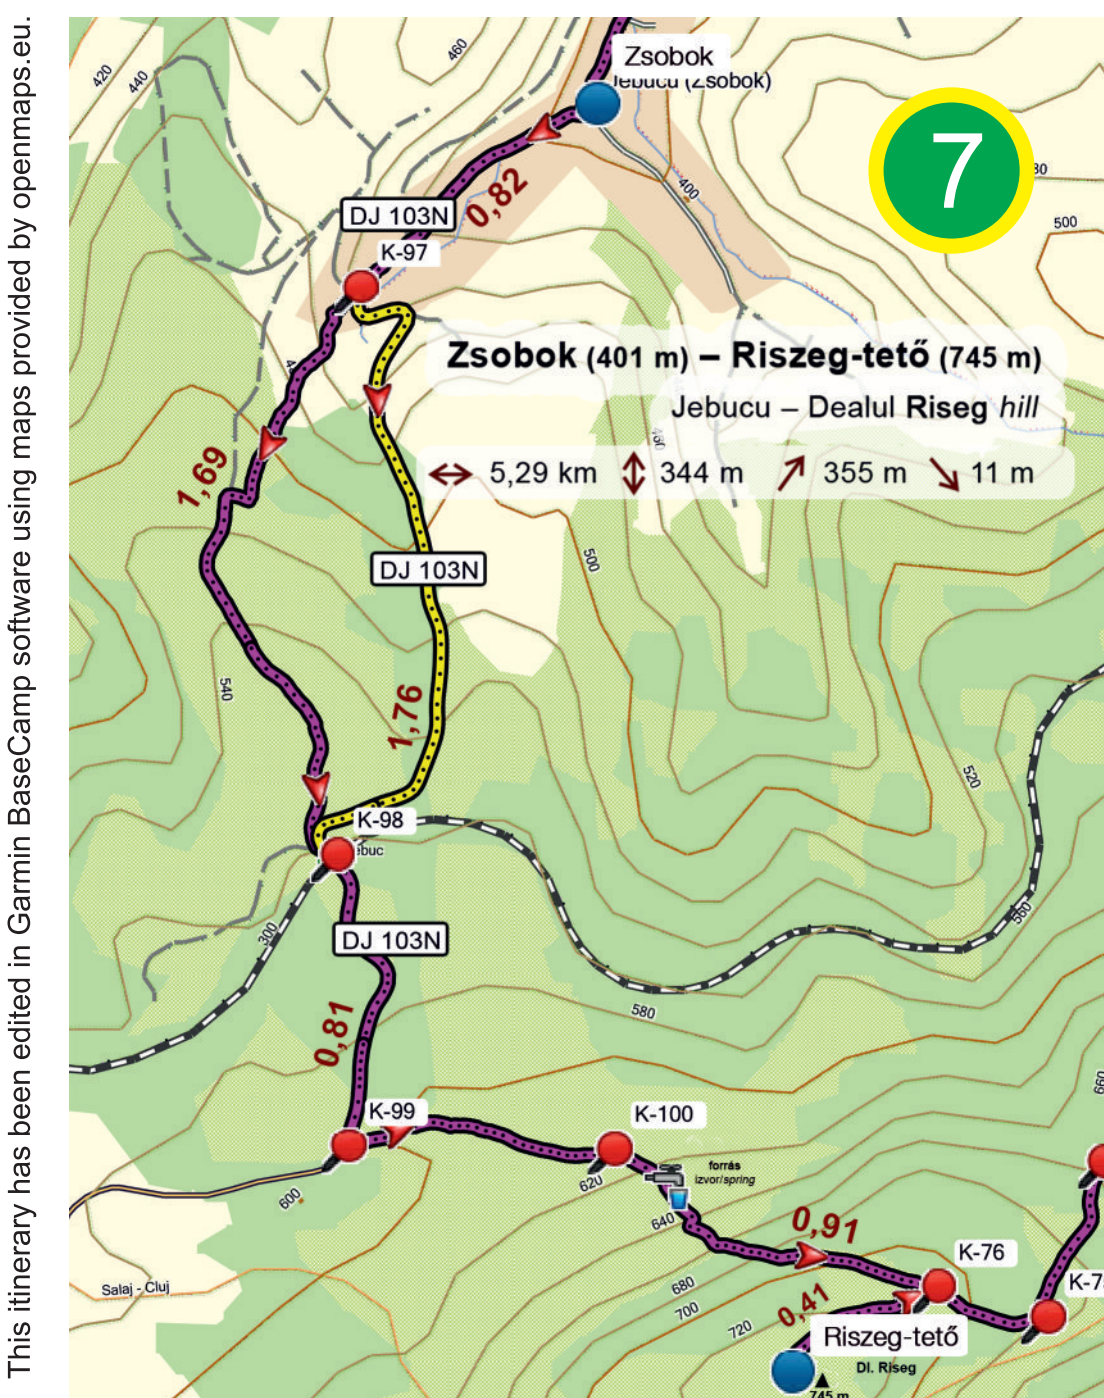 This itinerary has been edited in Garmin BaseCamp software using maps provided by openmaps.eu.
420
440
460
Zsobok
Jebucu (Zsobok)
7
400
500
0,82
DJ 103N
K-97
Zsobok (401 m) – Riszeg-tető (745 m)
Jebucu – Dealul Riseg hill
5,29 km 344 m 355 m 11 m
1,69
500
DJ 103N
540
1,76
520
K-98
300
DJ 103N
560
580
0,81
660
K-99
K-100
forrás
izvor/spring
600
620
640
0,91
K-76
K-7
Salaj - Cluj
680
700
720
0,41
Riszeg-tető
Dl. Riseg
745 m